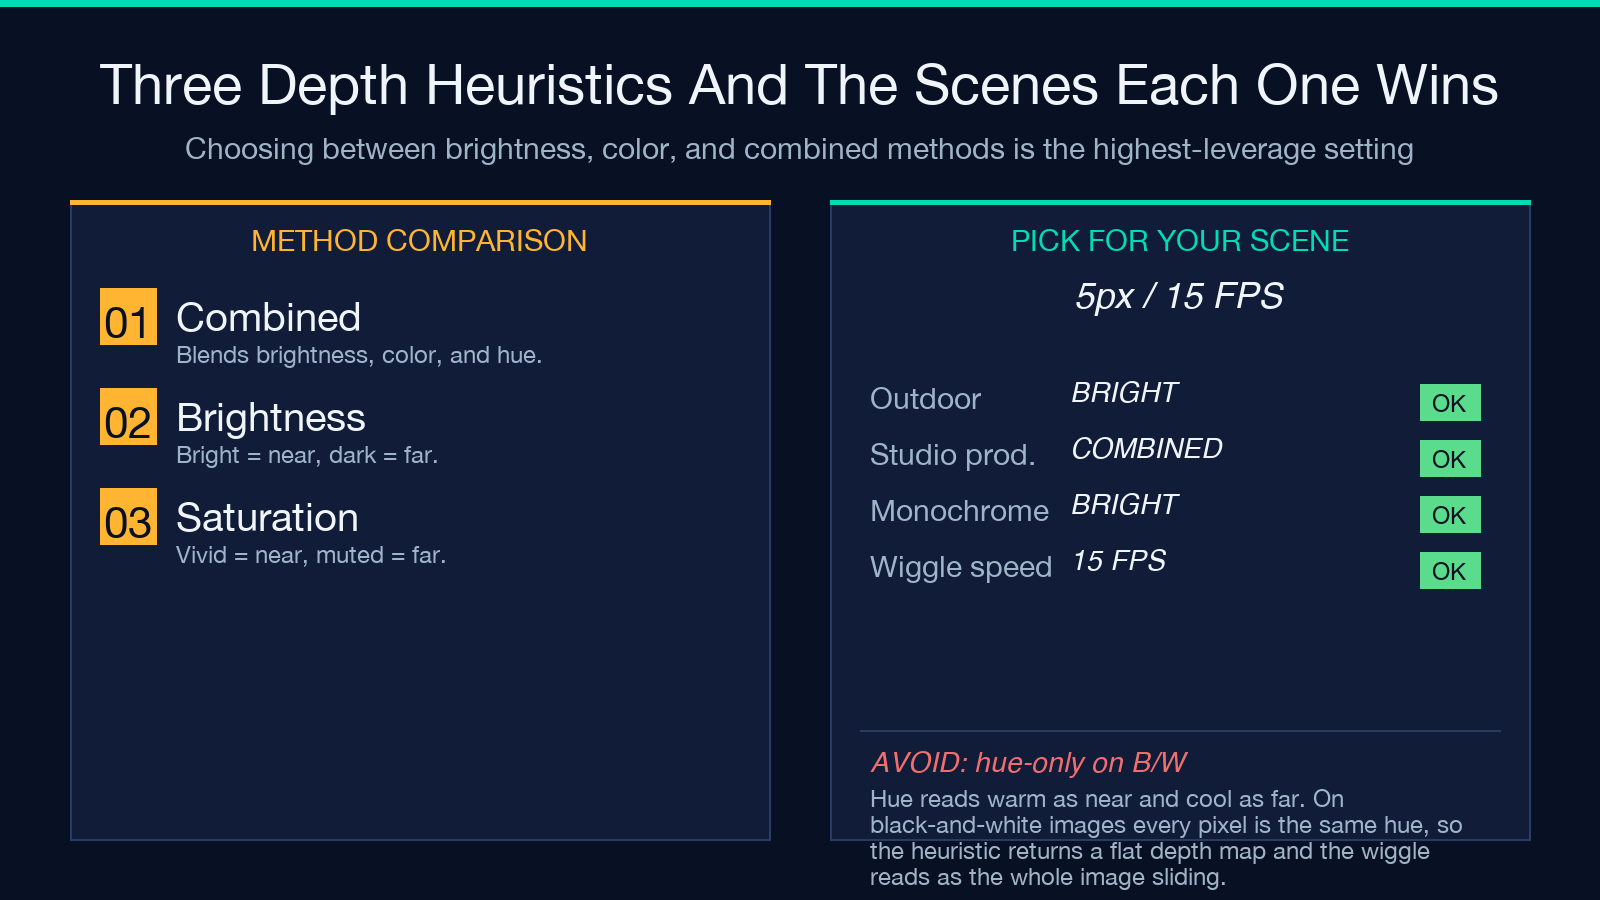 Three Depth Heuristics And The Scenes Each One Wins
Choosing between brightness, color, and combined methods is the highest-leverage setting
METHOD COMPARISON
01 Combined
Blends brightness, color, and hue.
02 Brightness
Bright = near, dark = far.
03 Saturation
Vivid = near, muted = far.
PICK FOR YOUR SCENE
5px / 15 FPS
Outdoor BRIGHT OK
Studio prod. COMBINED OK
Monochrome BRIGHT OK
Wiggle speed 15 FPS OK
AVOID: hue-only on B/W
Hue reads warm as near and cool as far. On
black-and-white images every pixel is the same hue, so
the heuristic returns a flat depth map and the wiggle
reads as the whole image sliding.